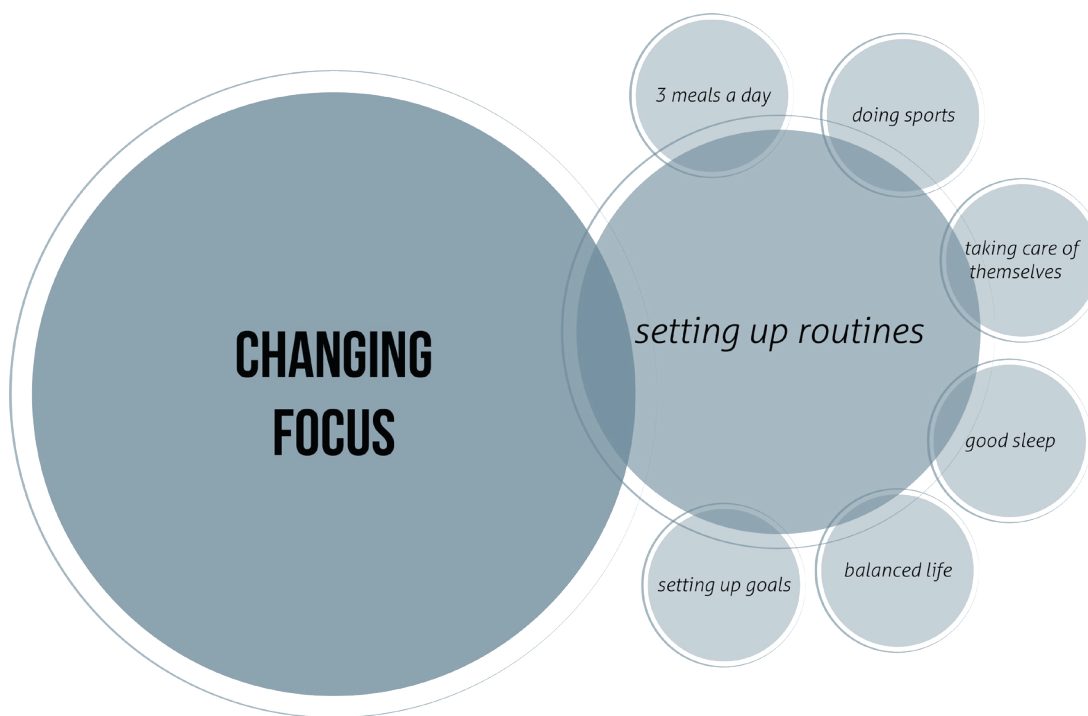 CHANGING
FOCUS
setting up routines
3 meals a day
doing sports
taking care of
themselves
good sleep
balanced life
setting up goals